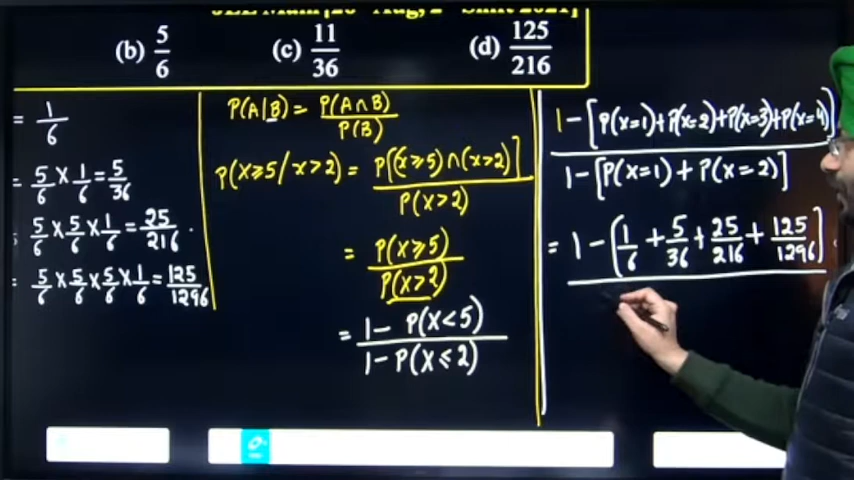 (b) 5/6 (c) 11/36 (d) 125/216
= 1/6
= 5/6 × 1/6 = 5/36
5/6 × 5/6 × 1/6 = 25/216 .
= 5/6 × 5/6 × 5/6 × 1/6 = 125/1296
P(A|B) = P(A∩B)/P(B)
P(x⩾5/x>2) = P[(x⩾5)∩(x>2)]/P(x>2)
= P(x⩾5)/P(x>2)
= 1− P(x<5)/1− P(x⩽2)
1−[P(x=1)+P(x=2)+P(x=3)+P(x=4)]
1−[P(x=1) + P(x=2)]
= 1 − (1/6 + 5/36 + 25/216 + 125/1296)